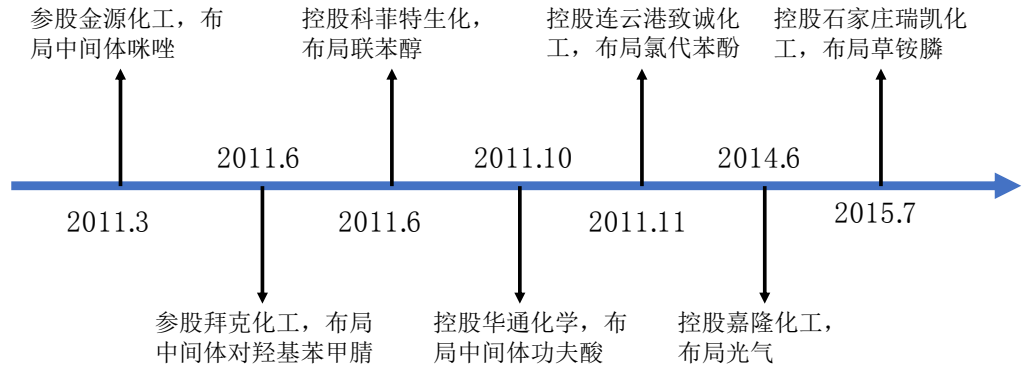 参股金源化工，布
局中间体咪唑
控股科菲特生化，
布局联苯醇
控股连云港致诚化
工，布局氯代苯酚
控股石家庄瑞凯化
工，布局草铵膦
2011.6
2011.10
2014.6
2011.3
2011.6
2011.11
2015.7
参股拜克化工，布局
中间体对羟基苯甲腈
控股华通化学，布
局中间体功夫酸
控股嘉隆化工，
布局光气